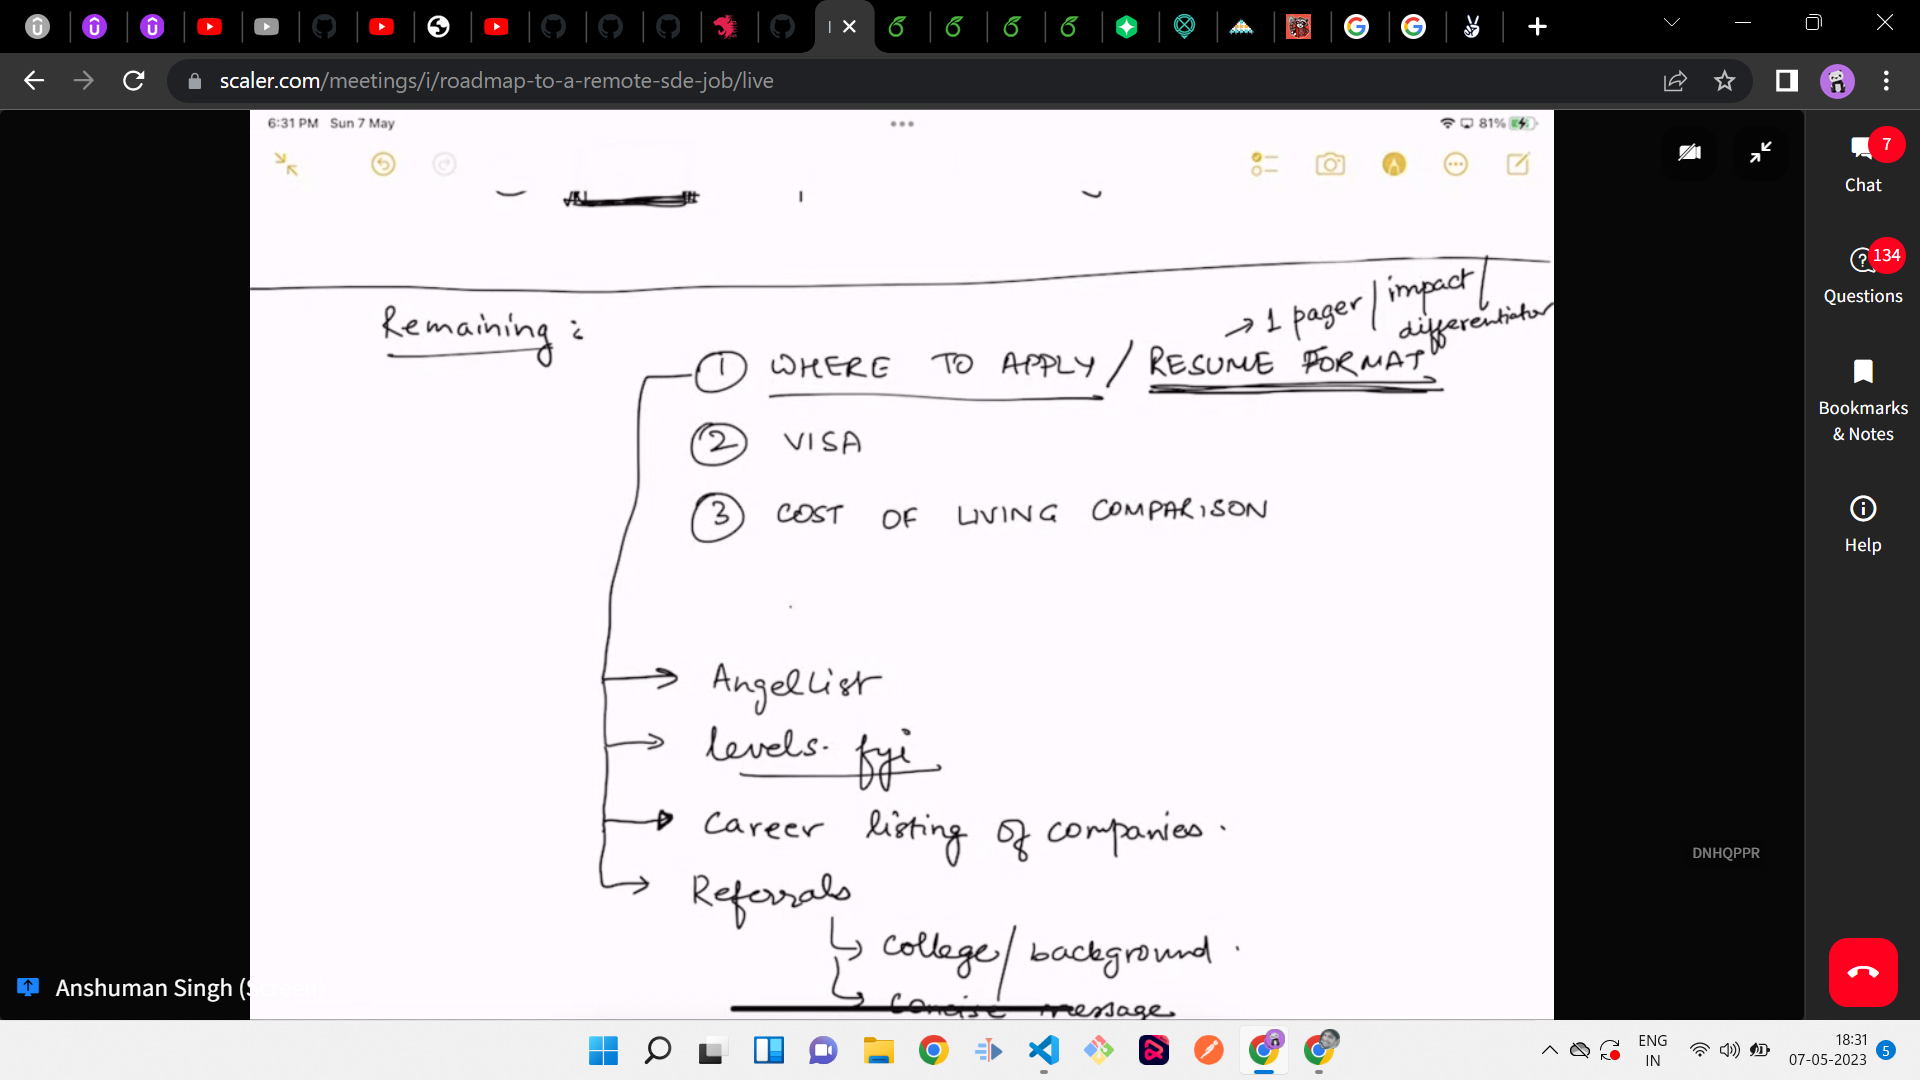 scaler.com/meetings/i/roadmap-to-a-remote-sde-job/live
6:31 PM Sun 7 May
81%
7
Chat
134
Questions
Bookmarks
& Notes
Help
Remaining :
→ 1 pager / impact /
differentiator
1 WHERE TO APPLY / RESUME FORMAT
2 VISA
3 COST OF LIVING COMPARISON
→ AngelList
→ levels.fyi
→ Career listing of companies.
→ Referrals
↳ college / background.
↳ concise message
DNHQPPR
Anshuman Singh (Screen)
ENG
IN
18:31
07-05-2023
5